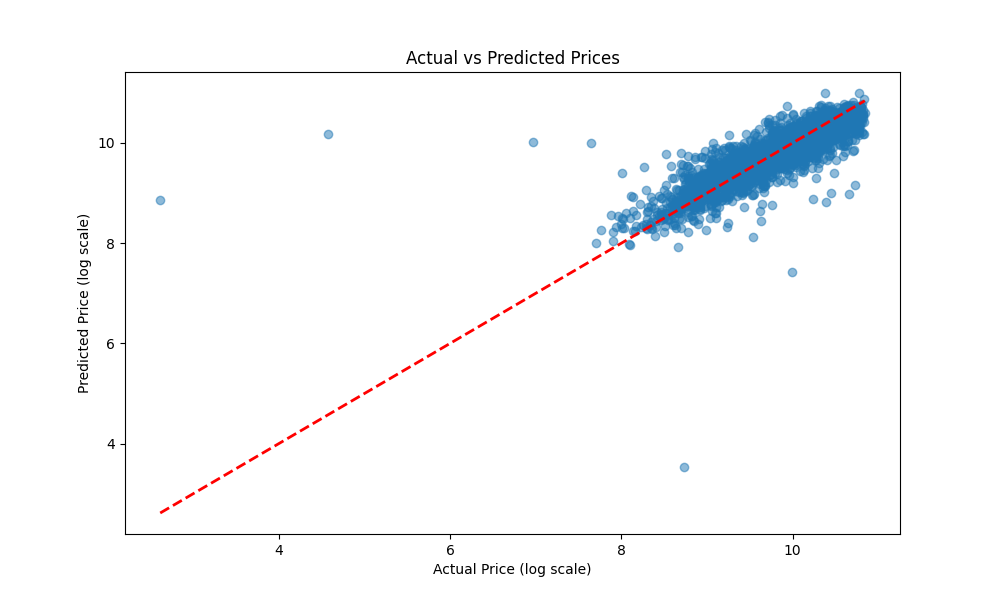 Actual vs Predicted Prices
Predicted Price (log scale)
10
8
6
4
4 6 8 10
Actual Price (log scale)